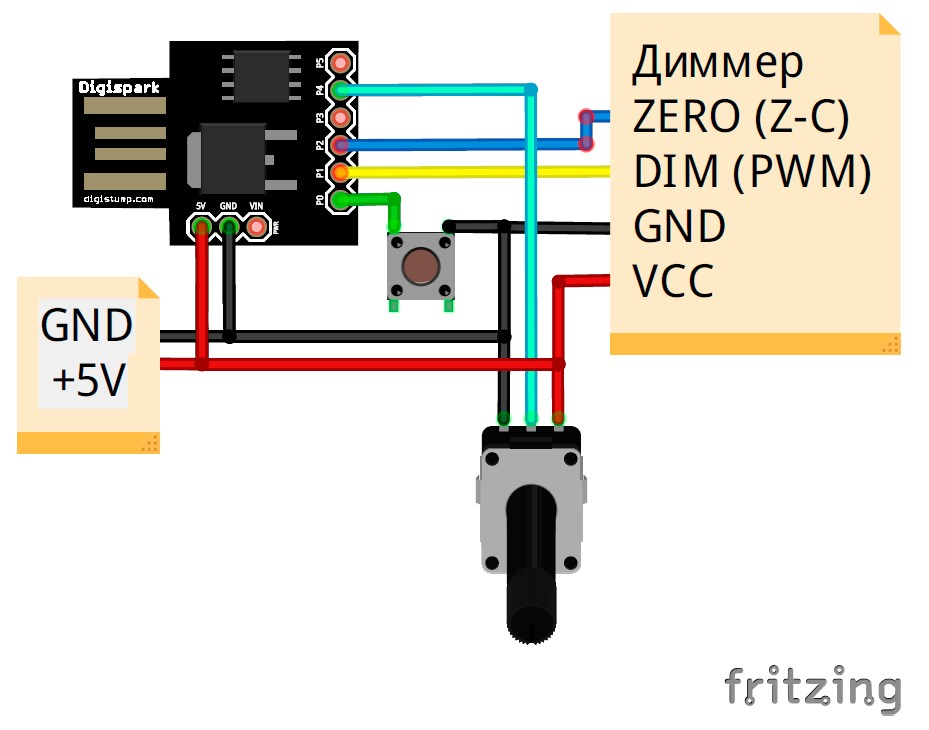 Digispark
digistump.com
P5
P4
P3
P2
P1
P0
5V GND VIN
PWR
Диммер
ZERO (Z-C)
DIM (PWM)
GND
VCC
GND
+5V
fritzing